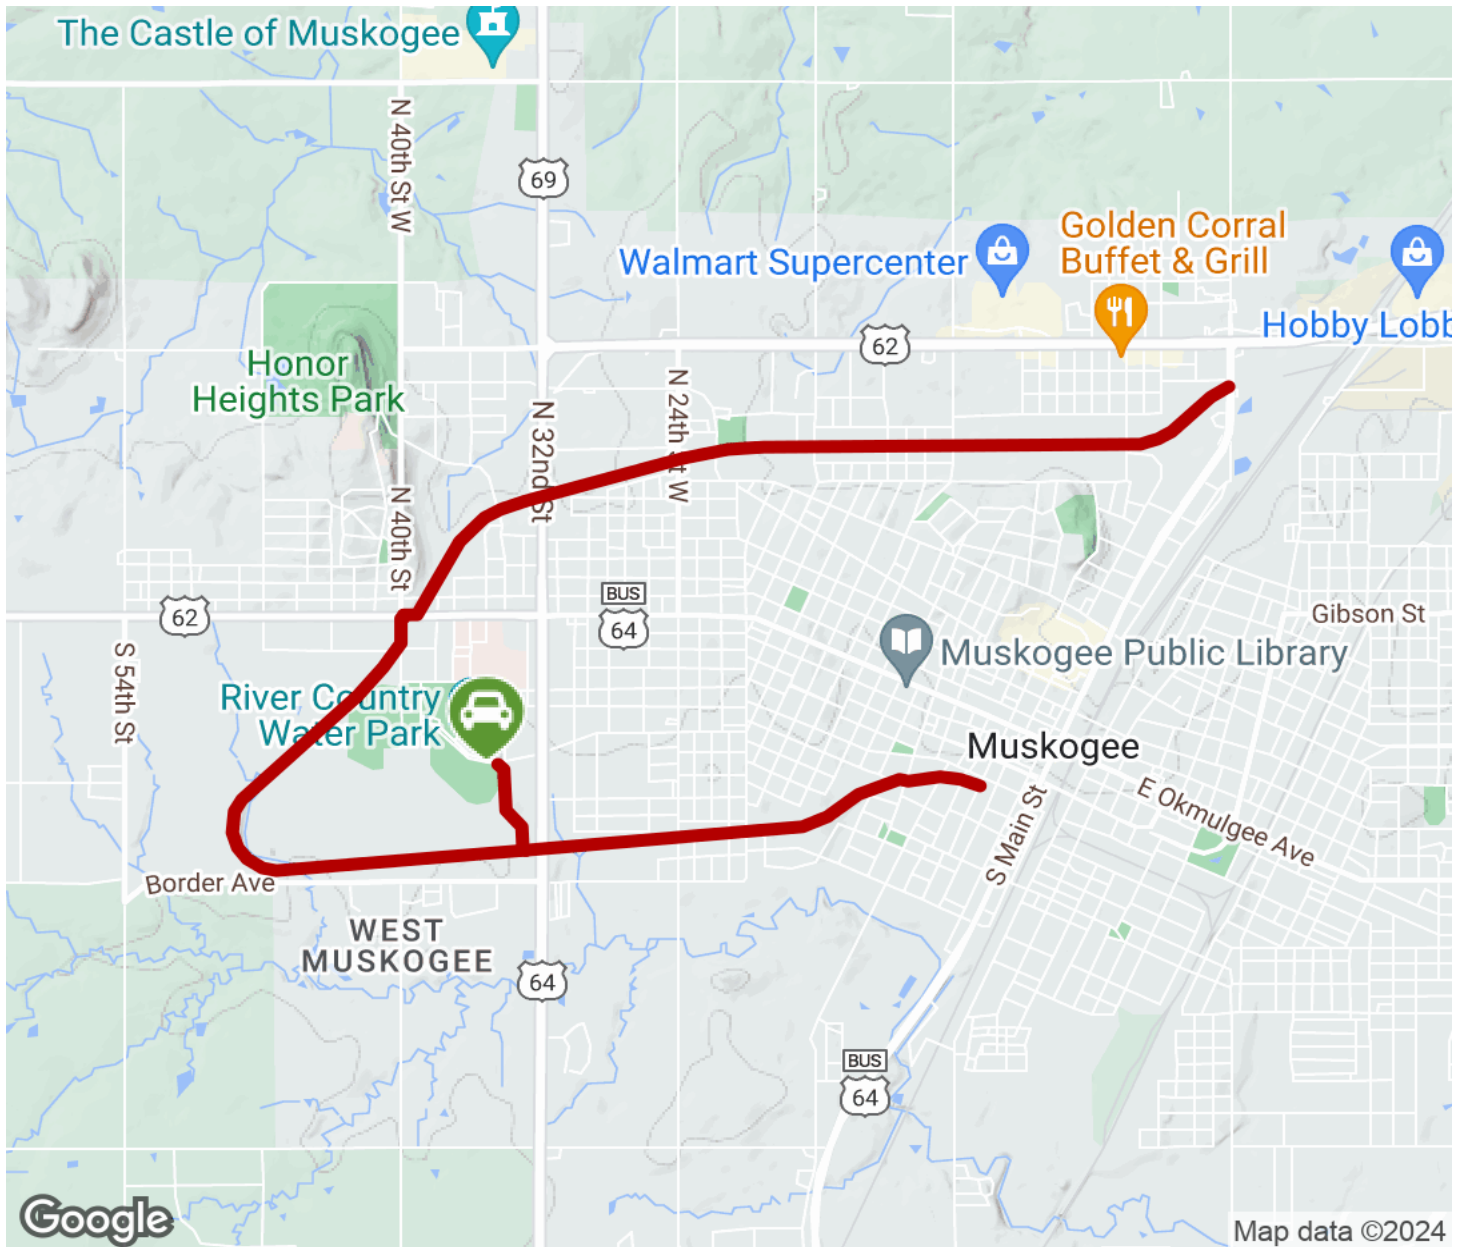 The Castle of Muskogee
N 40th St W
69
Golden Corral
Buffet & Grill
Walmart Supercenter
Hobby Lobb
62
Honor
Heights Park
N 24th St W
N 32nd St
N 40th St
BUS
64
62
Gibson St
S 54th St
Muskogee Public Library
River Country
Water Park
Muskogee
E Okmulgee Ave
S Main St
Border Ave
WEST
MUSKOGEE
64
BUS
64
Google
Map data ©2024